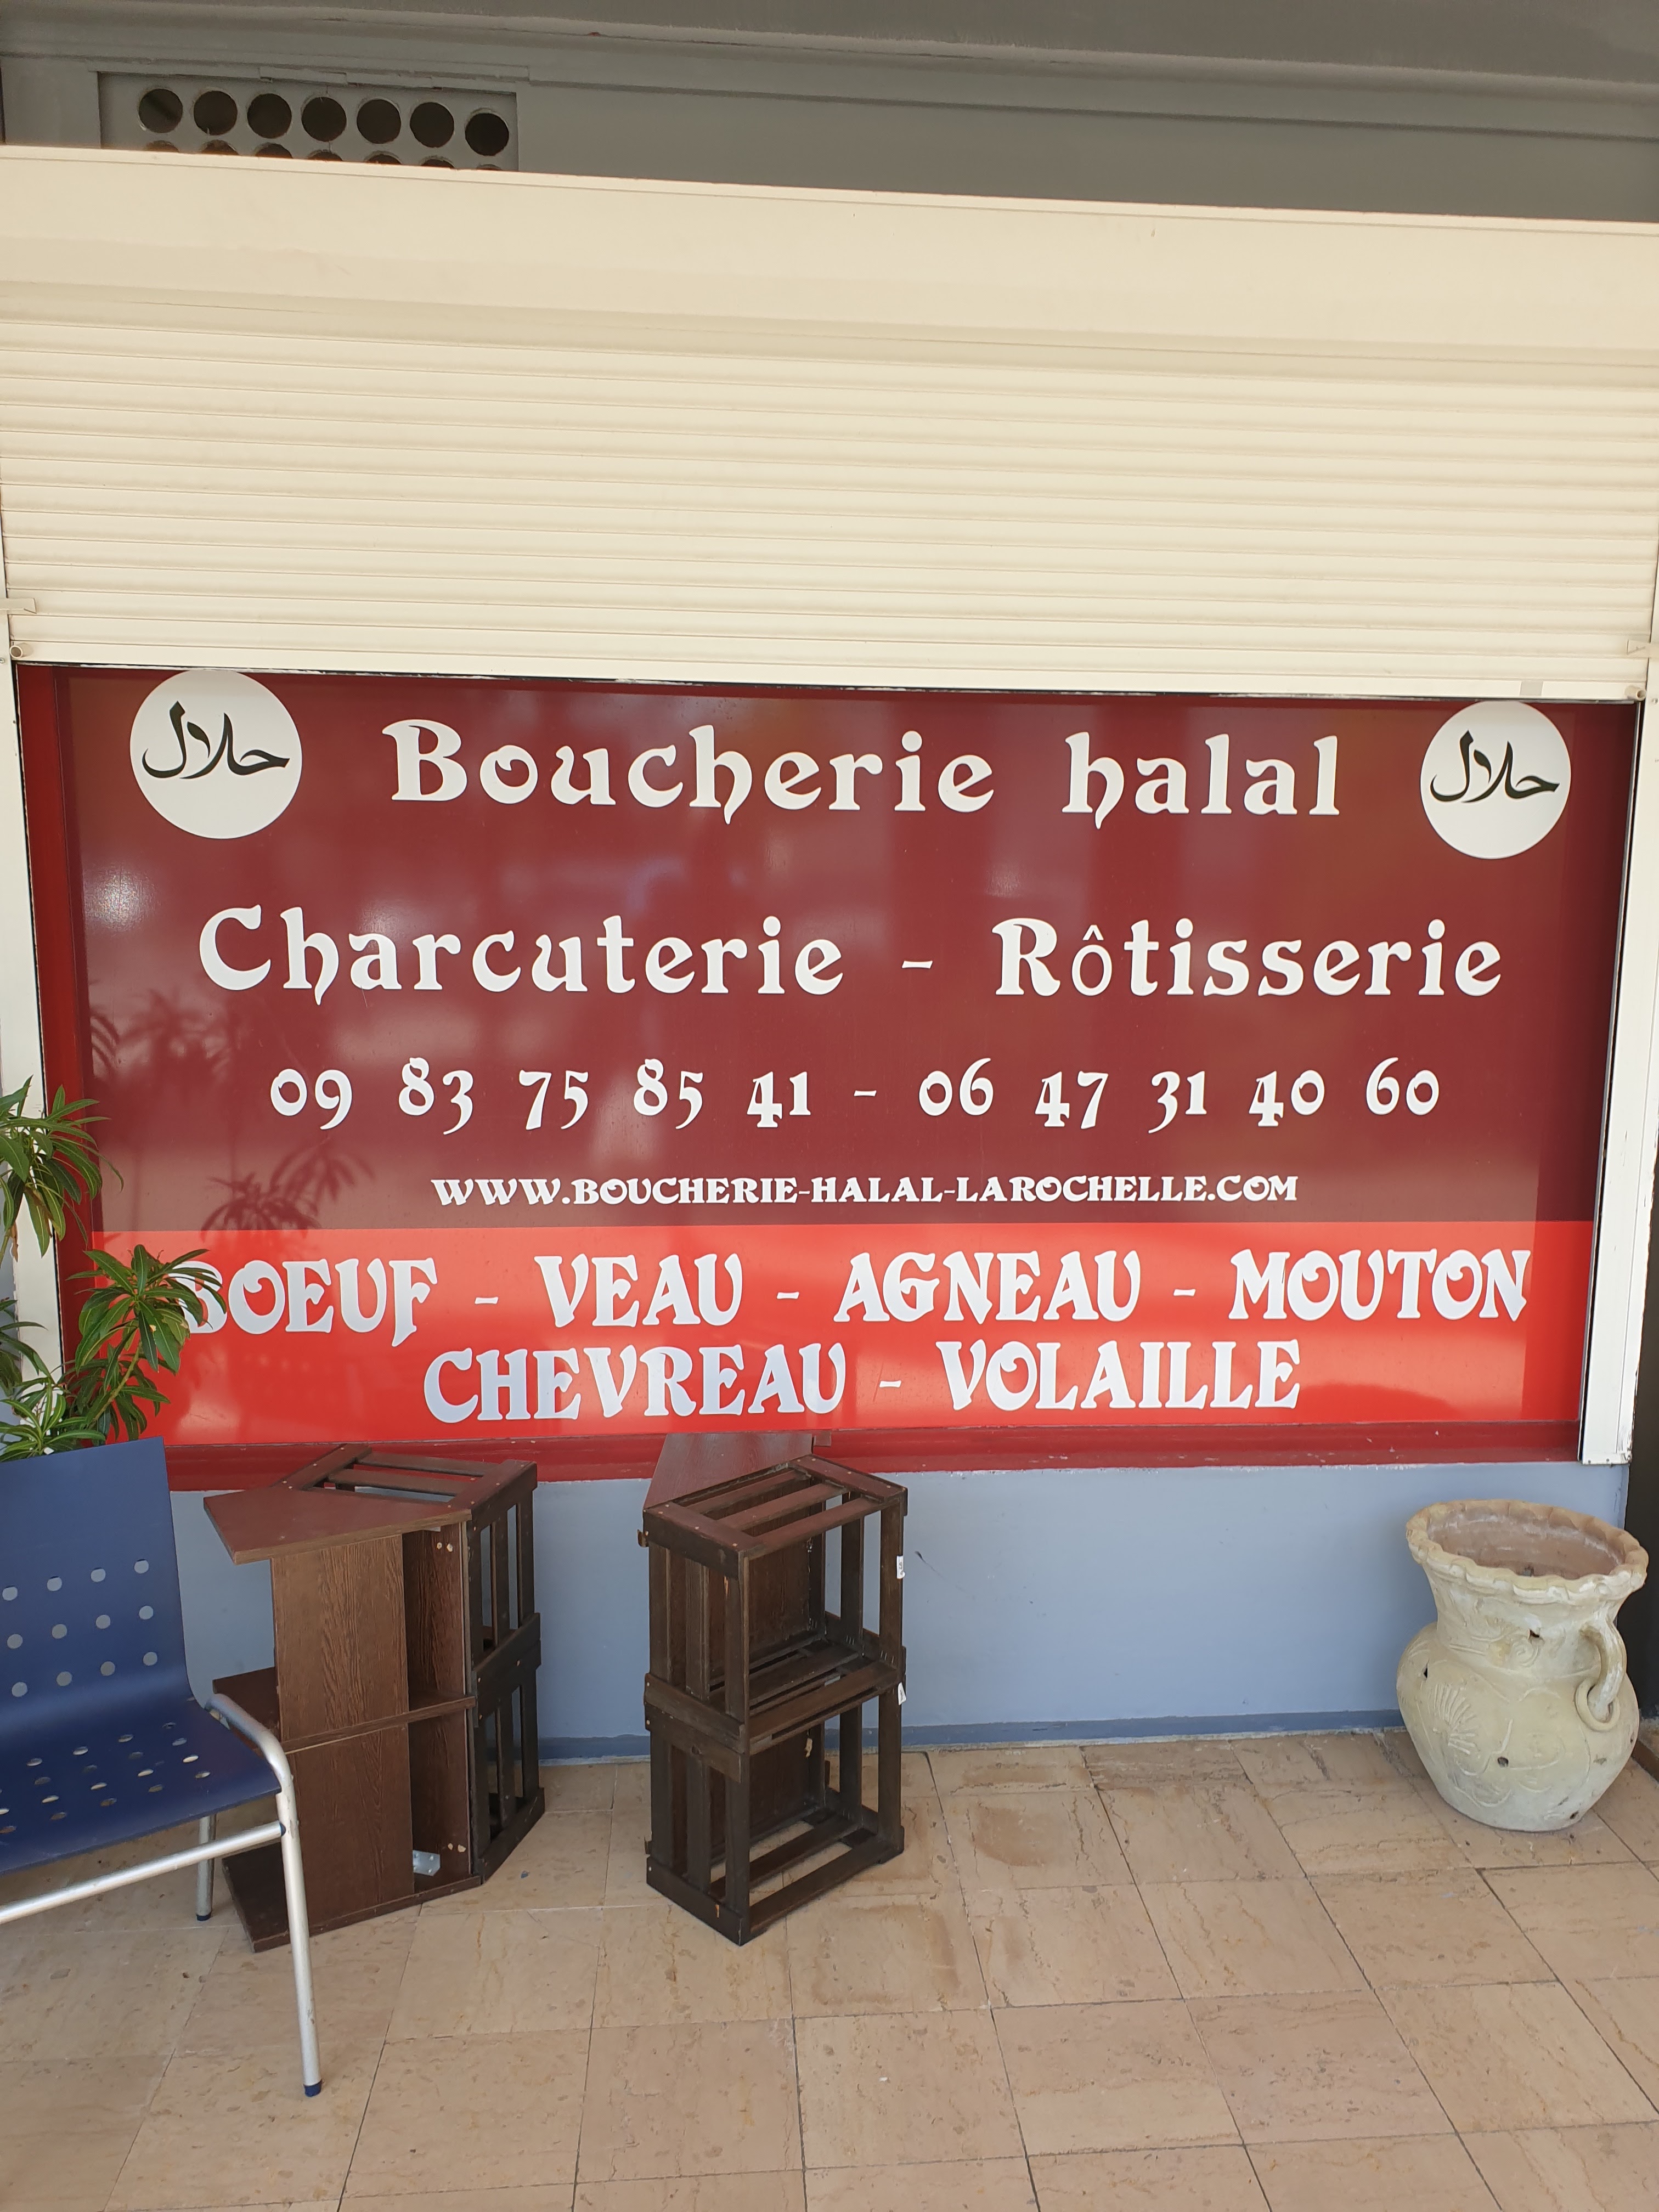 حلال Boucherie halal حلال
Charcuterie - Rôtisserie
09 83 75 85 41 - 06 47 31 40 60
WWW.BOUCHERIE-HALAL-LAROCHELLE.COM
BOEUF - VEAU - AGNEAU - MOUTON
CHEVREAU - VOLAILLE